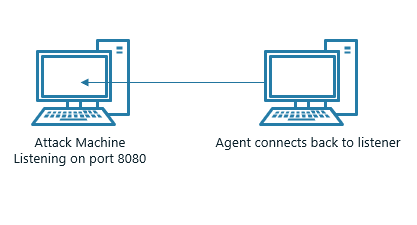 Attack Machine
Listening on port 8080
Agent connects back to listener